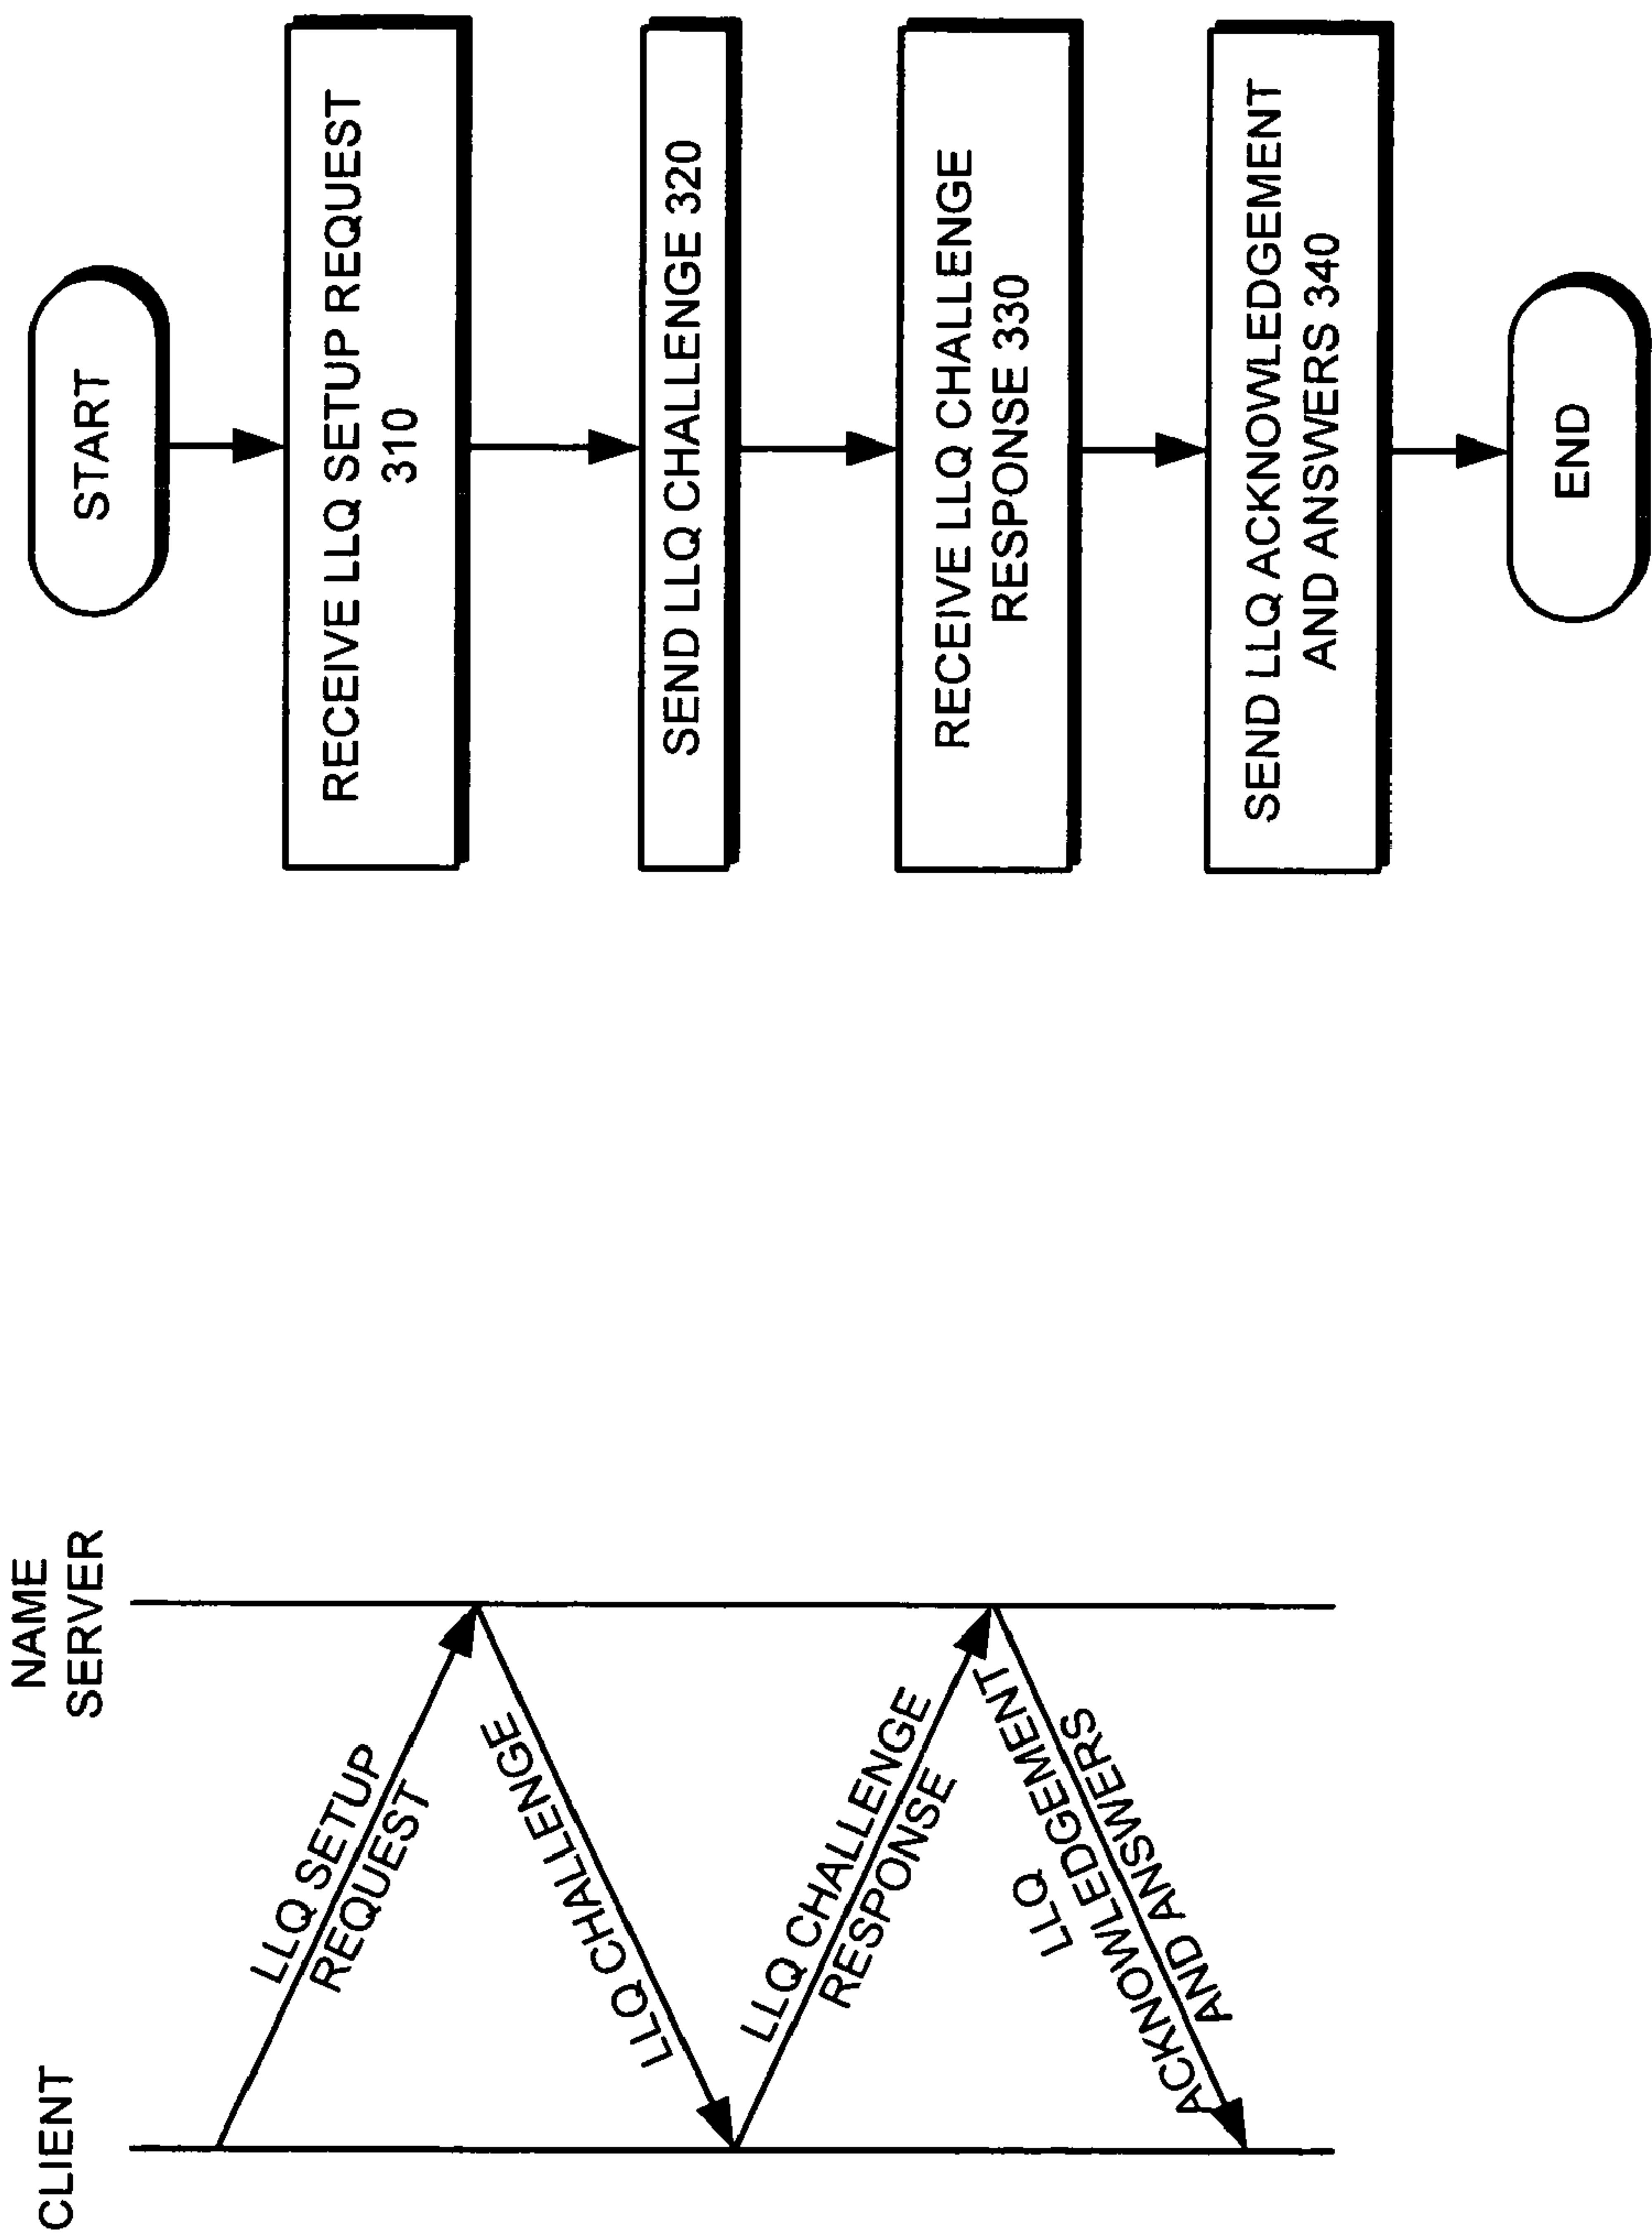 CLIENT
NAME
SERVER
LLQ SETUP
REQUEST
LLQ CHALLENGE
LLQ CHALLENGE
RESPONSE
LLQ
ACKNOWLEDGEMENT
AND ANSWERS
START
RECEIVE LLQ SETUP REQUEST
310
SEND LLQ CHALLENGE 320
RECEIVE LLQ CHALLENGE
RESPONSE 330
SEND LLQ ACKNOWLEDGEMENT
AND ANSWERS 340
END